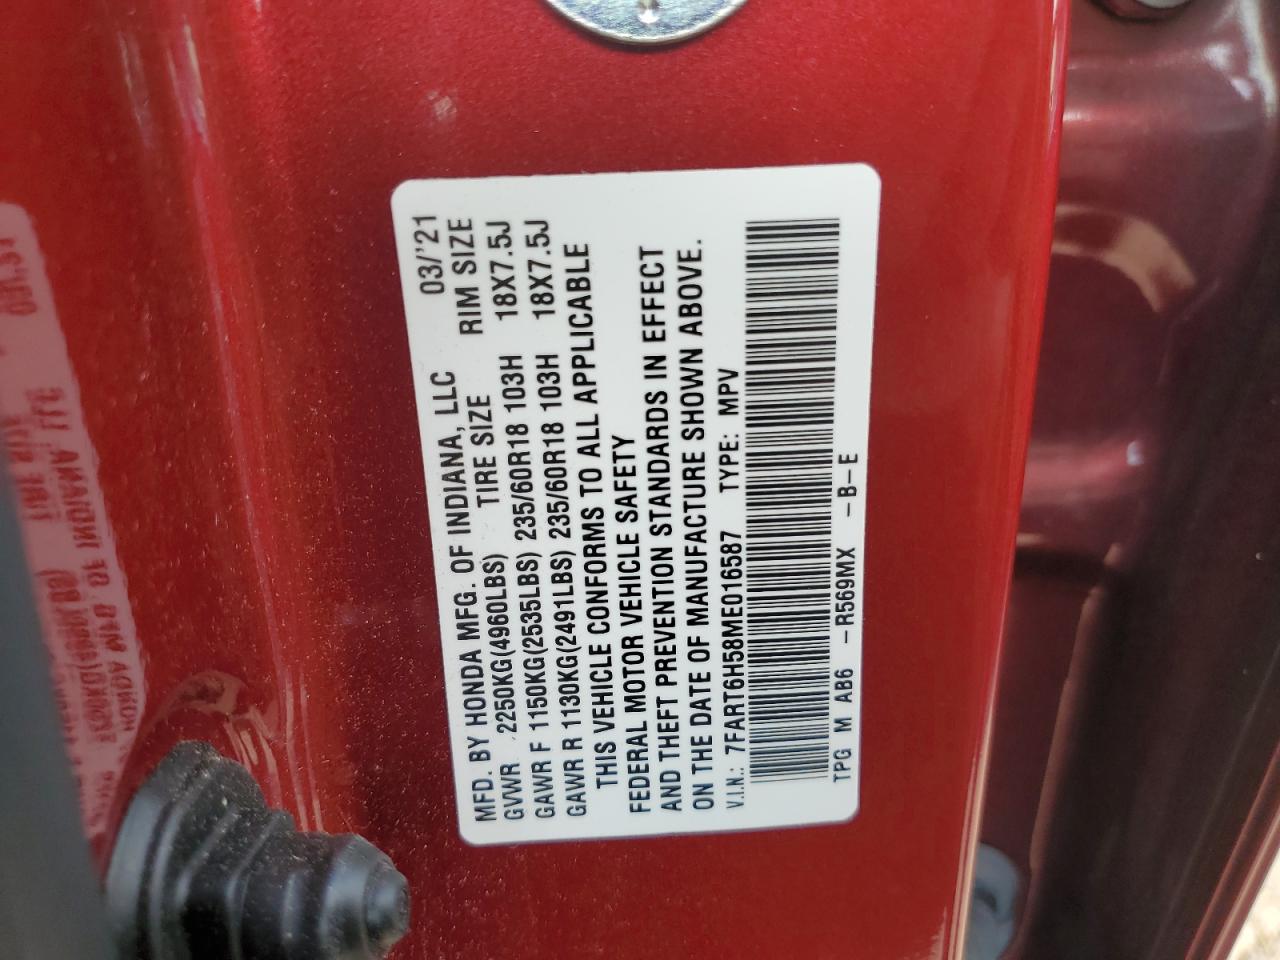 MFD. BY HONDA MFG. OF INDIANA, LLC 03/'21
GVWR 2250KG(4960LBS) TIRE SIZE RIM SIZE
GAWR F 1150KG(2535LBS) 235/60R18 103H 18X7.5J
GAWR R 1130KG(2491LBS) 235/60R18 103H 18X7.5J
THIS VEHICLE CONFORMS TO ALL APPLICABLE
FEDERAL MOTOR VEHICLE SAFETY
AND THEFT PREVENTION STANDARDS IN EFFECT
ON THE DATE OF MANUFACTURE SHOWN ABOVE.
V.I.N.: 7FART6H58ME016587 TYPE: MPV
TPG M AB6 -R569MX -B-E